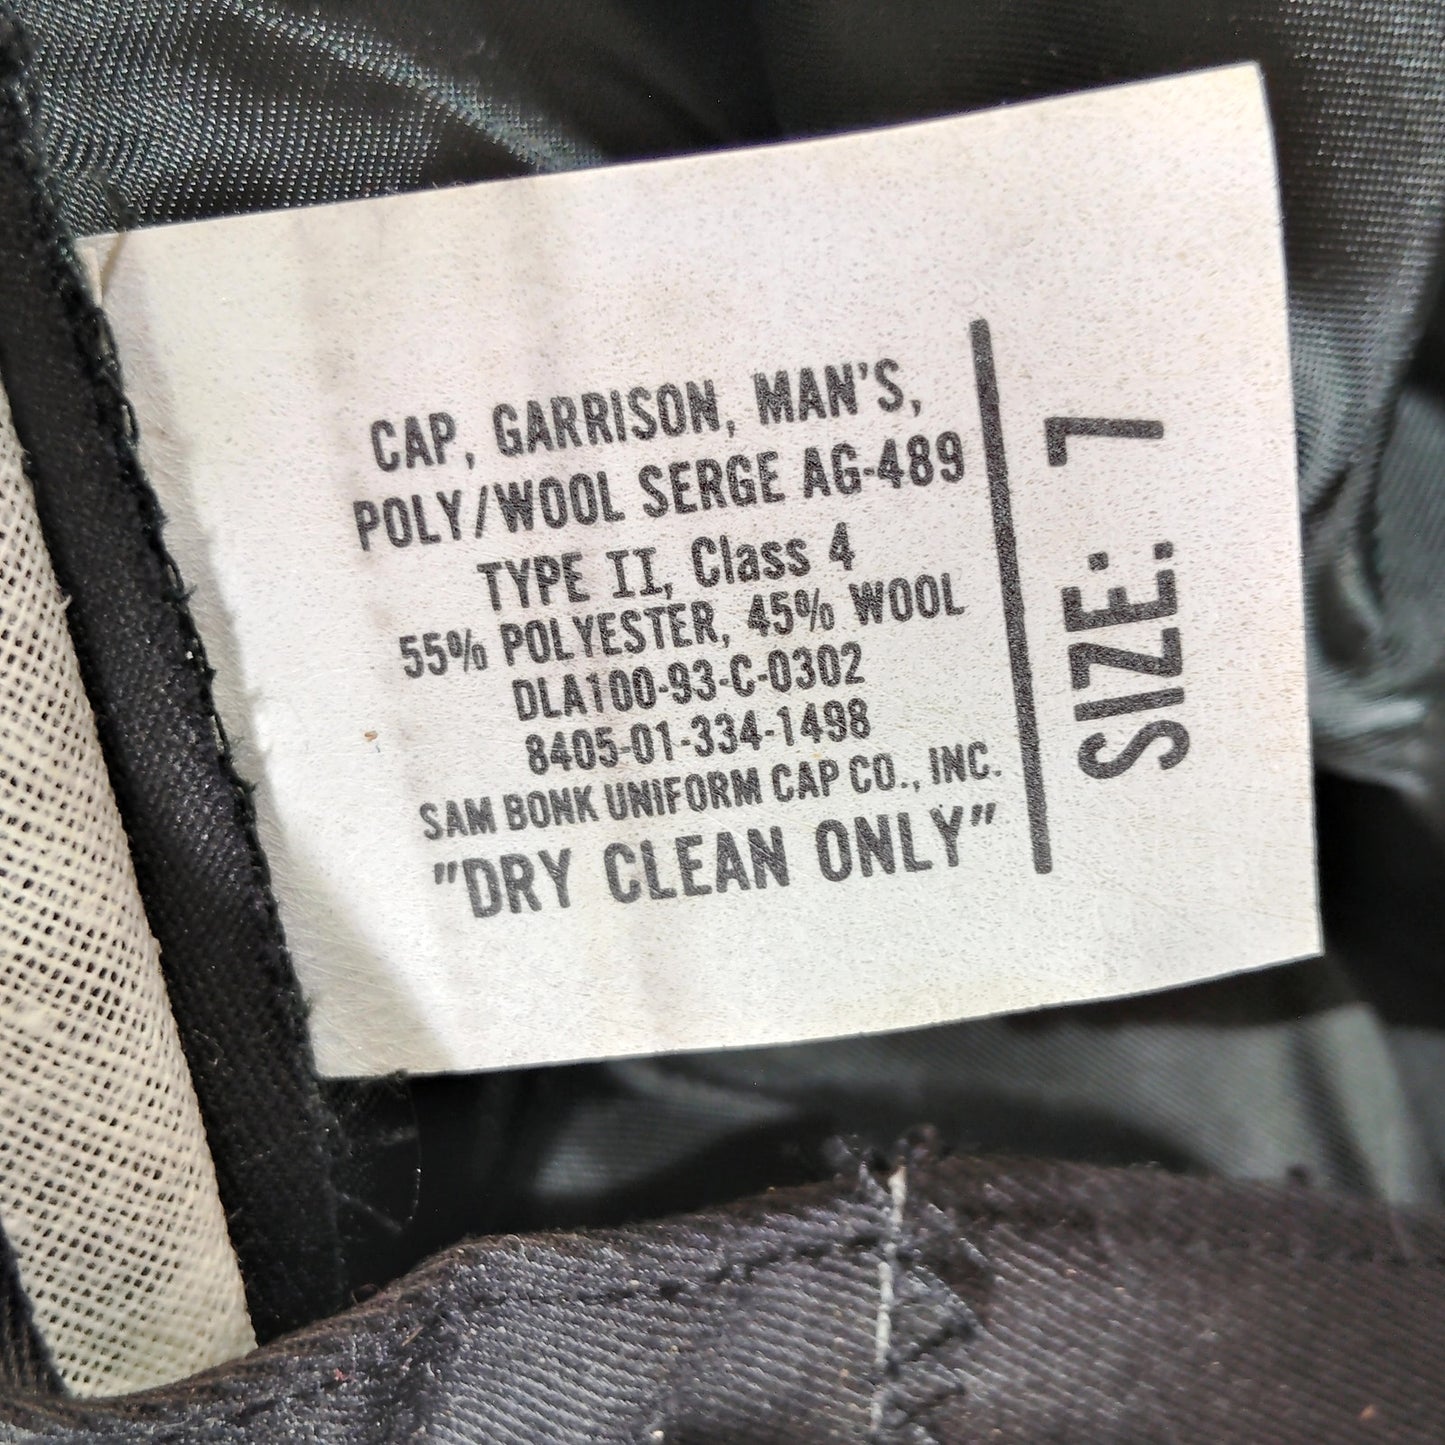 CAP, GARRISON, MAN'S,
POLY/WOOL SERGE AG-489
TYPE II, Class 4
55% POLYESTER, 45% WOOL
DLA100-93-C-0302
8405-01-334-1498
SAM BONK UNIFORM CAP CO., INC.
"DRY CLEAN ONLY"
SIZE: 7